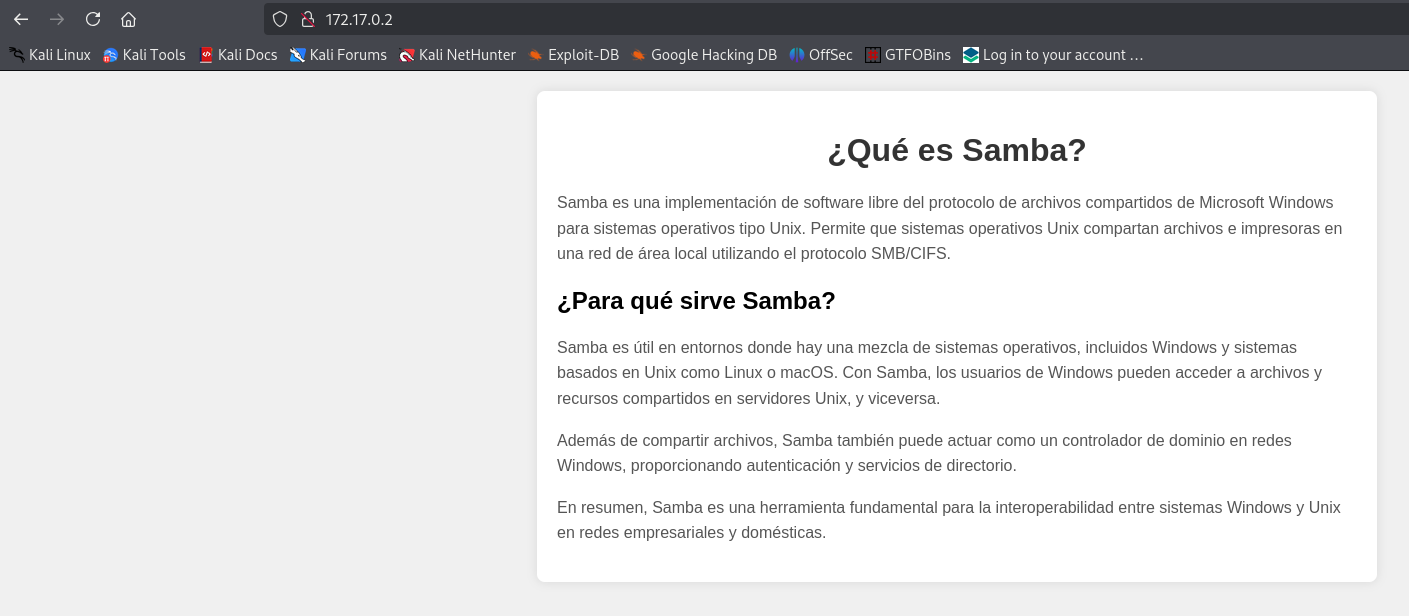 172.17.0.2
Kali Linux Kali Tools Kali Docs Kali Forums Kali NetHunter Exploit-DB Google Hacking DB OffSec GTFOBins Log in to your account …
¿Qué es Samba?
Samba es una implementación de software libre del protocolo de archivos compartidos de Microsoft Windows
para sistemas operativos tipo Unix. Permite que sistemas operativos Unix compartan archivos e impresoras en
una red de área local utilizando el protocolo SMB/CIFS.
¿Para qué sirve Samba?
Samba es útil en entornos donde hay una mezcla de sistemas operativos, incluidos Windows y sistemas
basados en Unix como Linux o macOS. Con Samba, los usuarios de Windows pueden acceder a archivos y
recursos compartidos en servidores Unix, y viceversa.
Además de compartir archivos, Samba también puede actuar como un controlador de dominio en redes
Windows, proporcionando autenticación y servicios de directorio.
En resumen, Samba es una herramienta fundamental para la interoperabilidad entre sistemas Windows y Unix
en redes empresariales y domésticas.